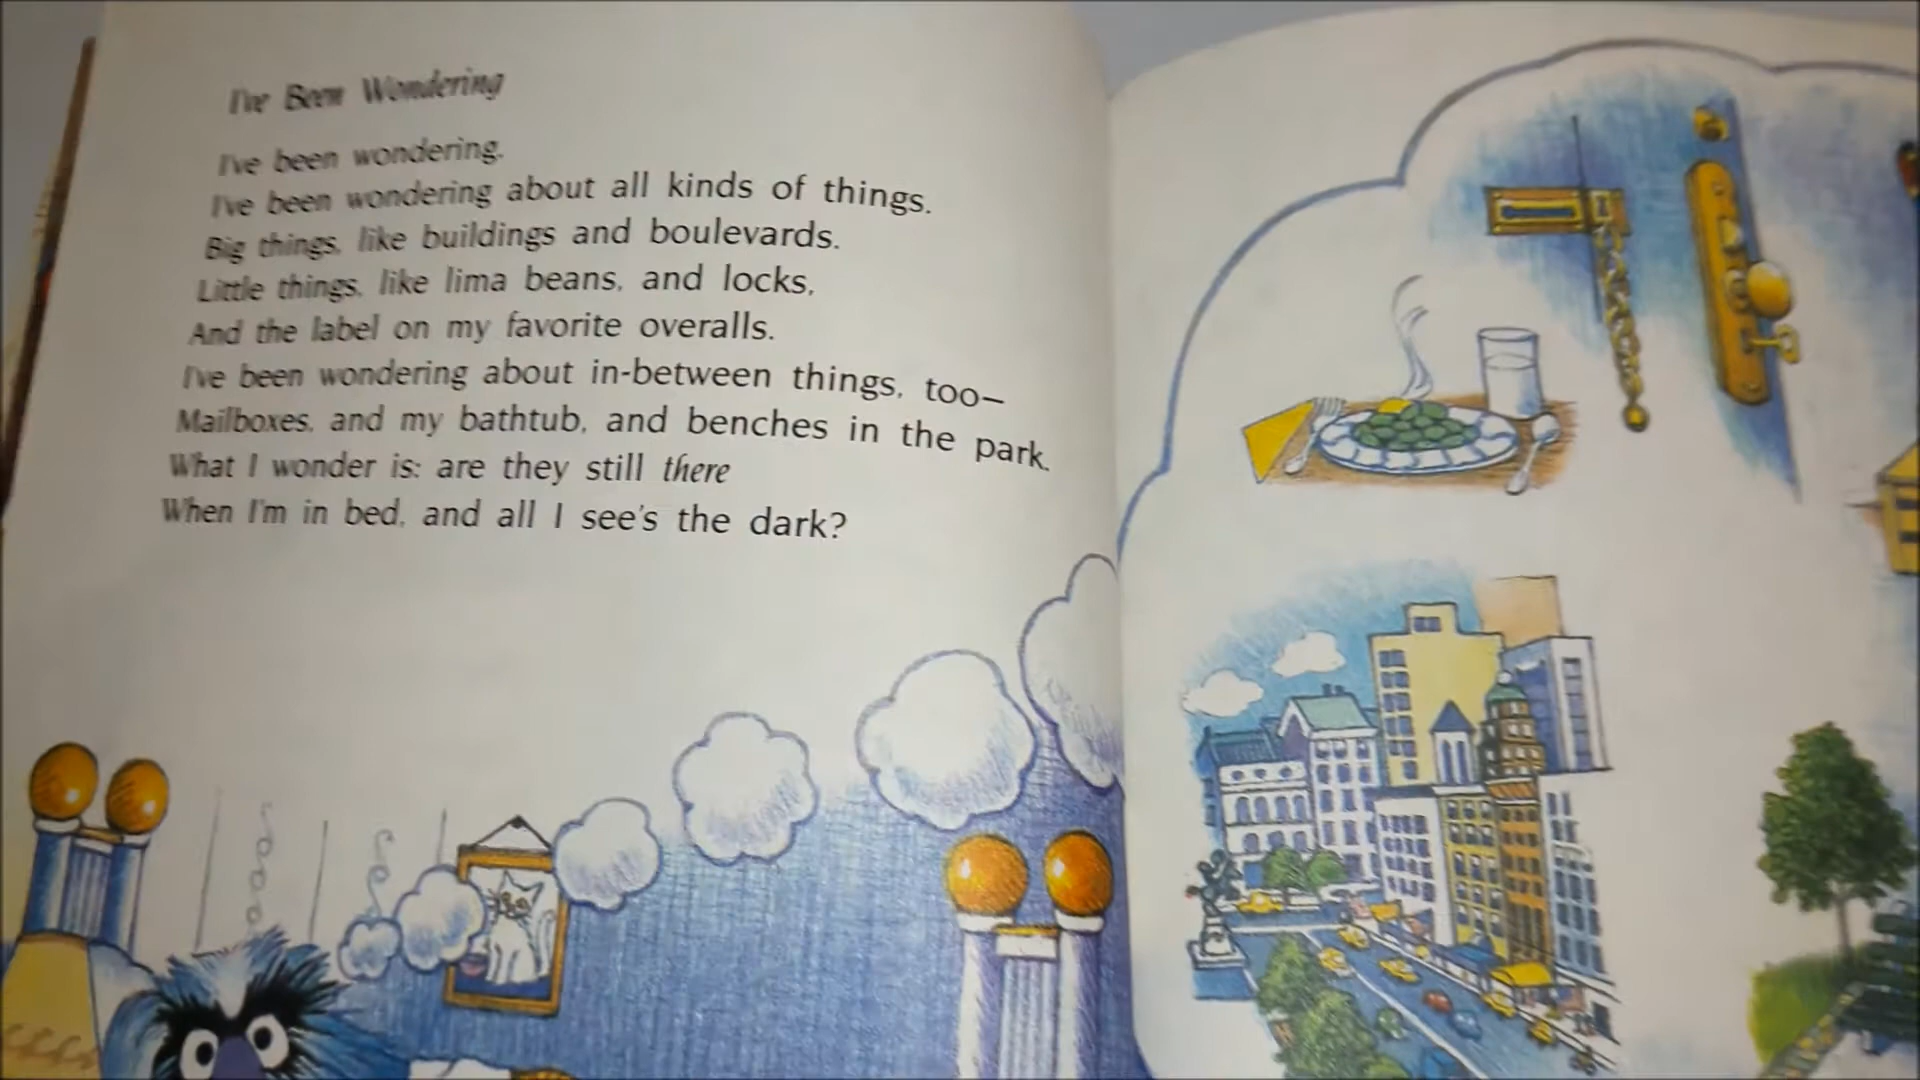 I've Been Wondering
I've been wondering.
I've been wondering about all kinds of things.
Big things, like buildings and boulevards.
Little things, like lima beans, and locks,
And the label on my favorite overalls.
I've been wondering about in-between things, too—
Mailboxes, and my bathtub, and benches in the park.
What I wonder is: are they still there
When I'm in bed, and all I see's the dark?